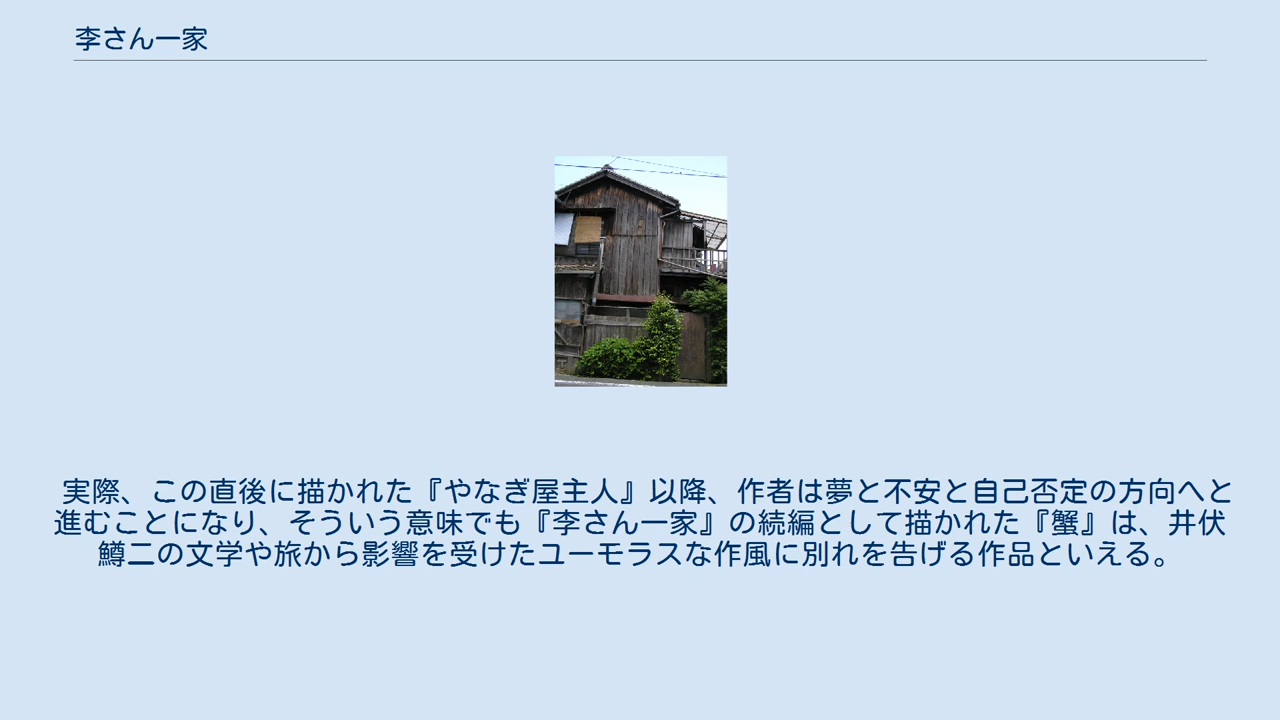 李さん一家
実際、この直後に描かれた『やなぎ屋主人』以降、作者は夢と不安と自己否定の方向へと
進むことになり、そういう意味でも『李さん一家』の続編として描かれた『蟹』は、井伏
鱒二の文学や旅から影響を受けたユーモラスな作風に別れを告げる作品といえる。